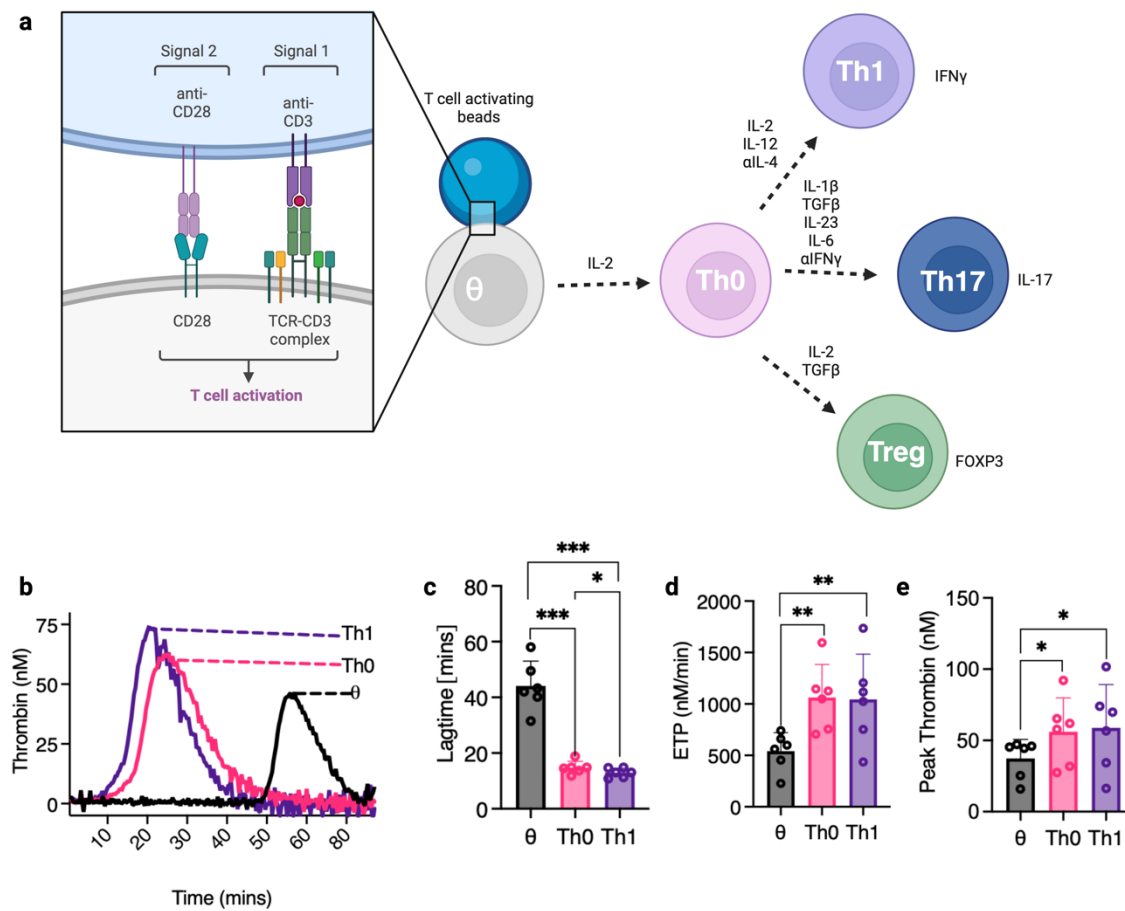 a
Signal 2
Signal 1
anti-
CD28
anti-
CD3
CD28
TCR-CD3
complex
T cell activation
T cell activating
beads
θ
IL-2
Th0
IL-2
IL-12
αIL-4
Th1
IFNγ
IL-1β
TGFβ
IL-23
IL-6
αIFNγ
Th17
IL-17
IL-2
TGFβ
Treg
FOXP3
b
Thrombin (nM)
75
50
25
0
Th1
Th0
θ
10
20
30
40
50
60
80
Time (mins)
c
Lagtime [mins]
80
60
40
20
0
***
*
***
θ Th0 Th1
d
ETP (nM/min)
2000
1500
1000
500
0
**
**
θ Th0 Th1
e
Peak Thrombin (nM)
150
100
50
0
*
*
θ Th0 Th1